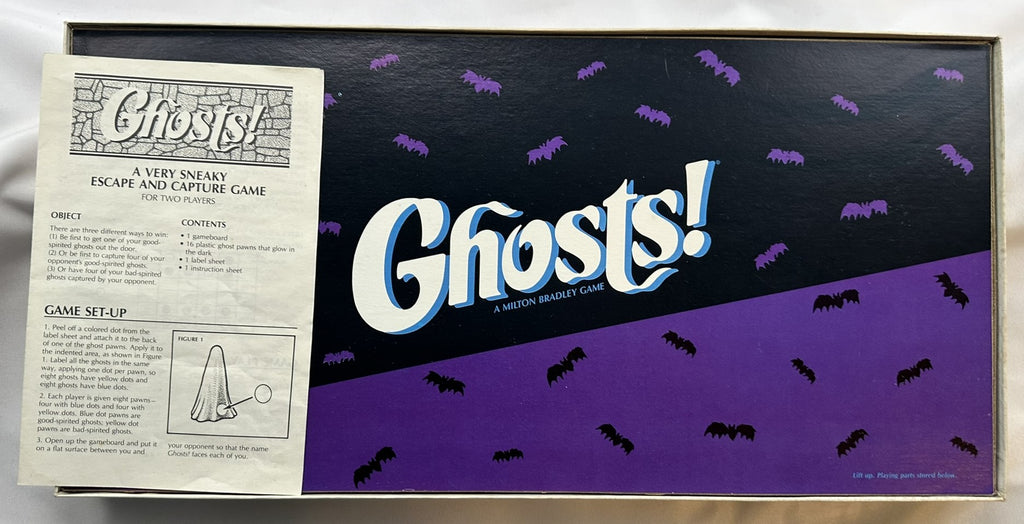 Ghosts!
A VERY SNEAKY
ESCAPE AND CAPTURE GAME
FOR TWO PLAYERS
OBJECT
There are three different ways to win:
(1) Be first to get one of your good-
spirited ghosts out the door.
(2) Or be first to capture four of your
opponent's good-spirited ghosts.
(3) Or have four of your bad-spirited
ghosts captured by your opponent.
CONTENTS
• 1 gameboard
• 16 plastic ghost pawns that glow in
the dark
• 1 label sheet
• 1 instruction sheet
GAME SET-UP
1. Peel off a colored dot from the
label sheet and attach it to the back
of one of the ghost pawns. Apply it to
the indented area, as shown in Figure
1. Label all the ghosts in the same
way, applying one dot per pawn, so
eight ghosts have yellow dots and
eight ghosts have blue dots.
2. Each player is given eight pawns—
four with blue dots and four with
yellow dots. Blue dot pawns are
good-spirited ghosts; yellow dot
pawns are bad-spirited ghosts.
3. Open up the gameboard and put it
on a flat surface between you and
FIGURE 1
your opponent so that the name
Ghosts! faces each of you.
Ghosts!®
A MILTON BRADLEY GAME
Lift up. Playing parts stored below.